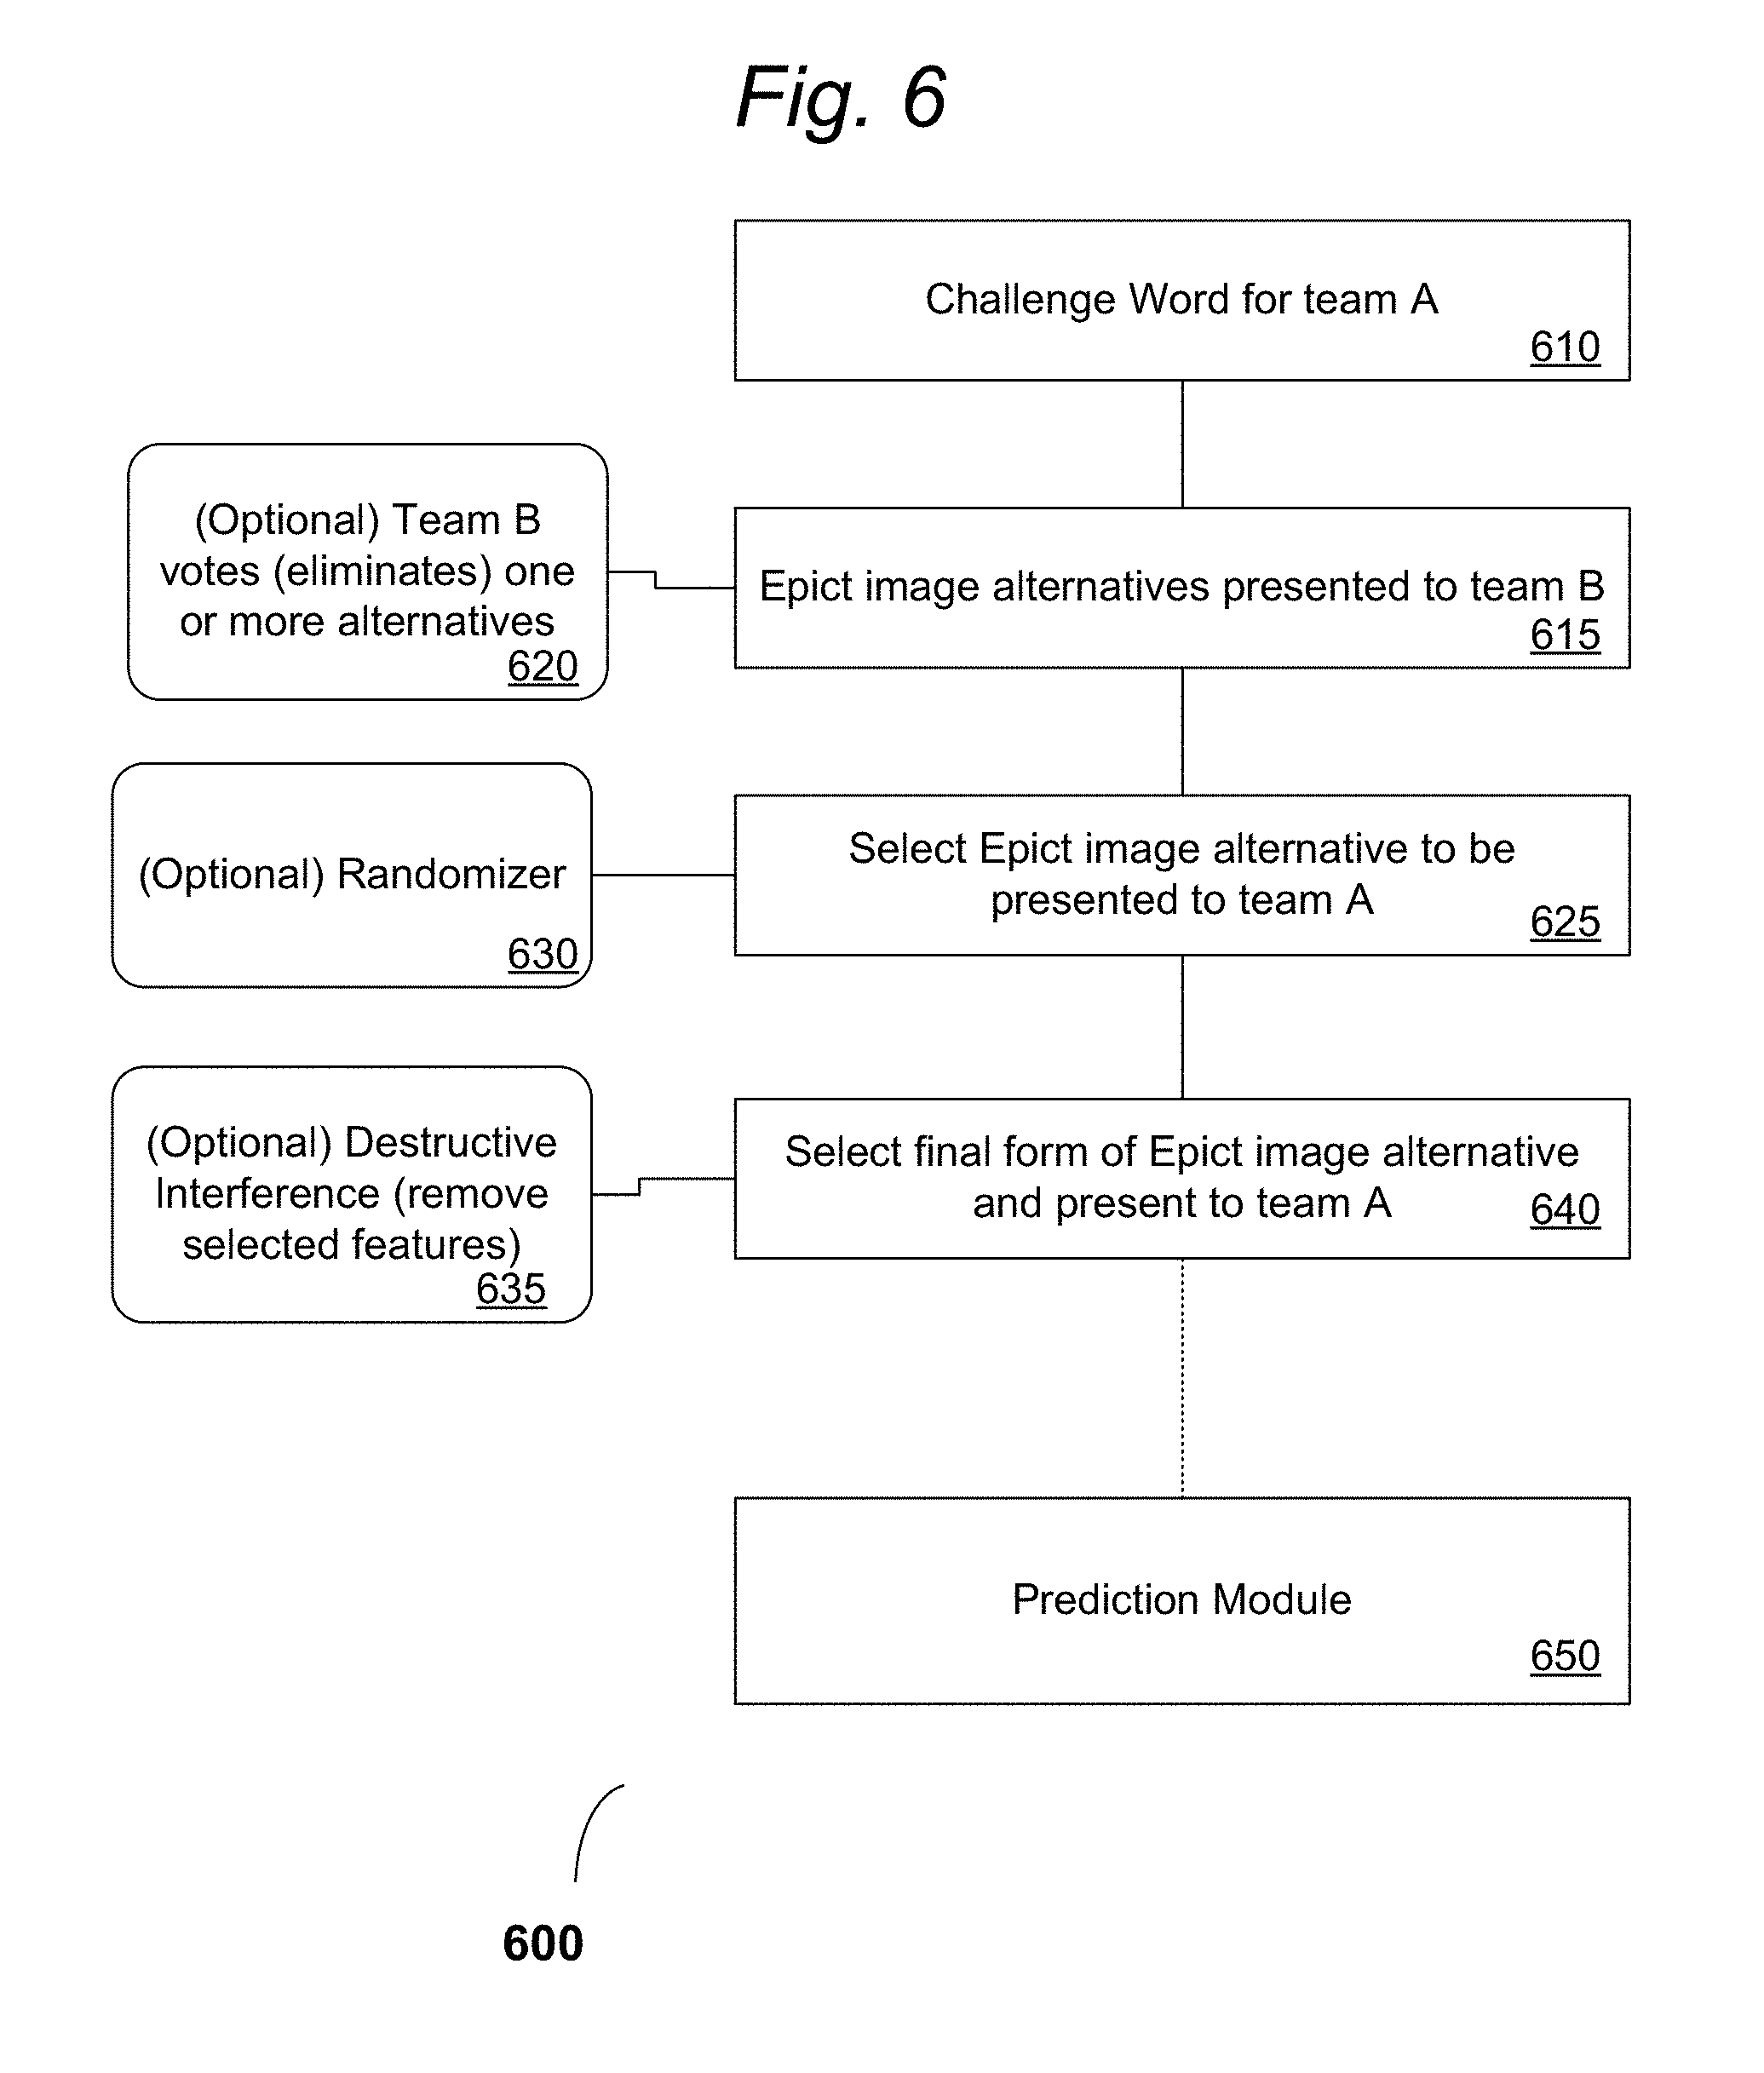 Fig. 6
Challenge Word for team A
610
(Optional) Team B
votes (eliminates) one
or more alternatives
620
Epict image alternatives presented to team B
615
(Optional) Randomizer
630
Select Epict image alternative to be
presented to team A
625
(Optional) Destructive
Interference (remove
selected features)
635
Select final form of Epict image alternative
and present to team A
640
Prediction Module
650
600